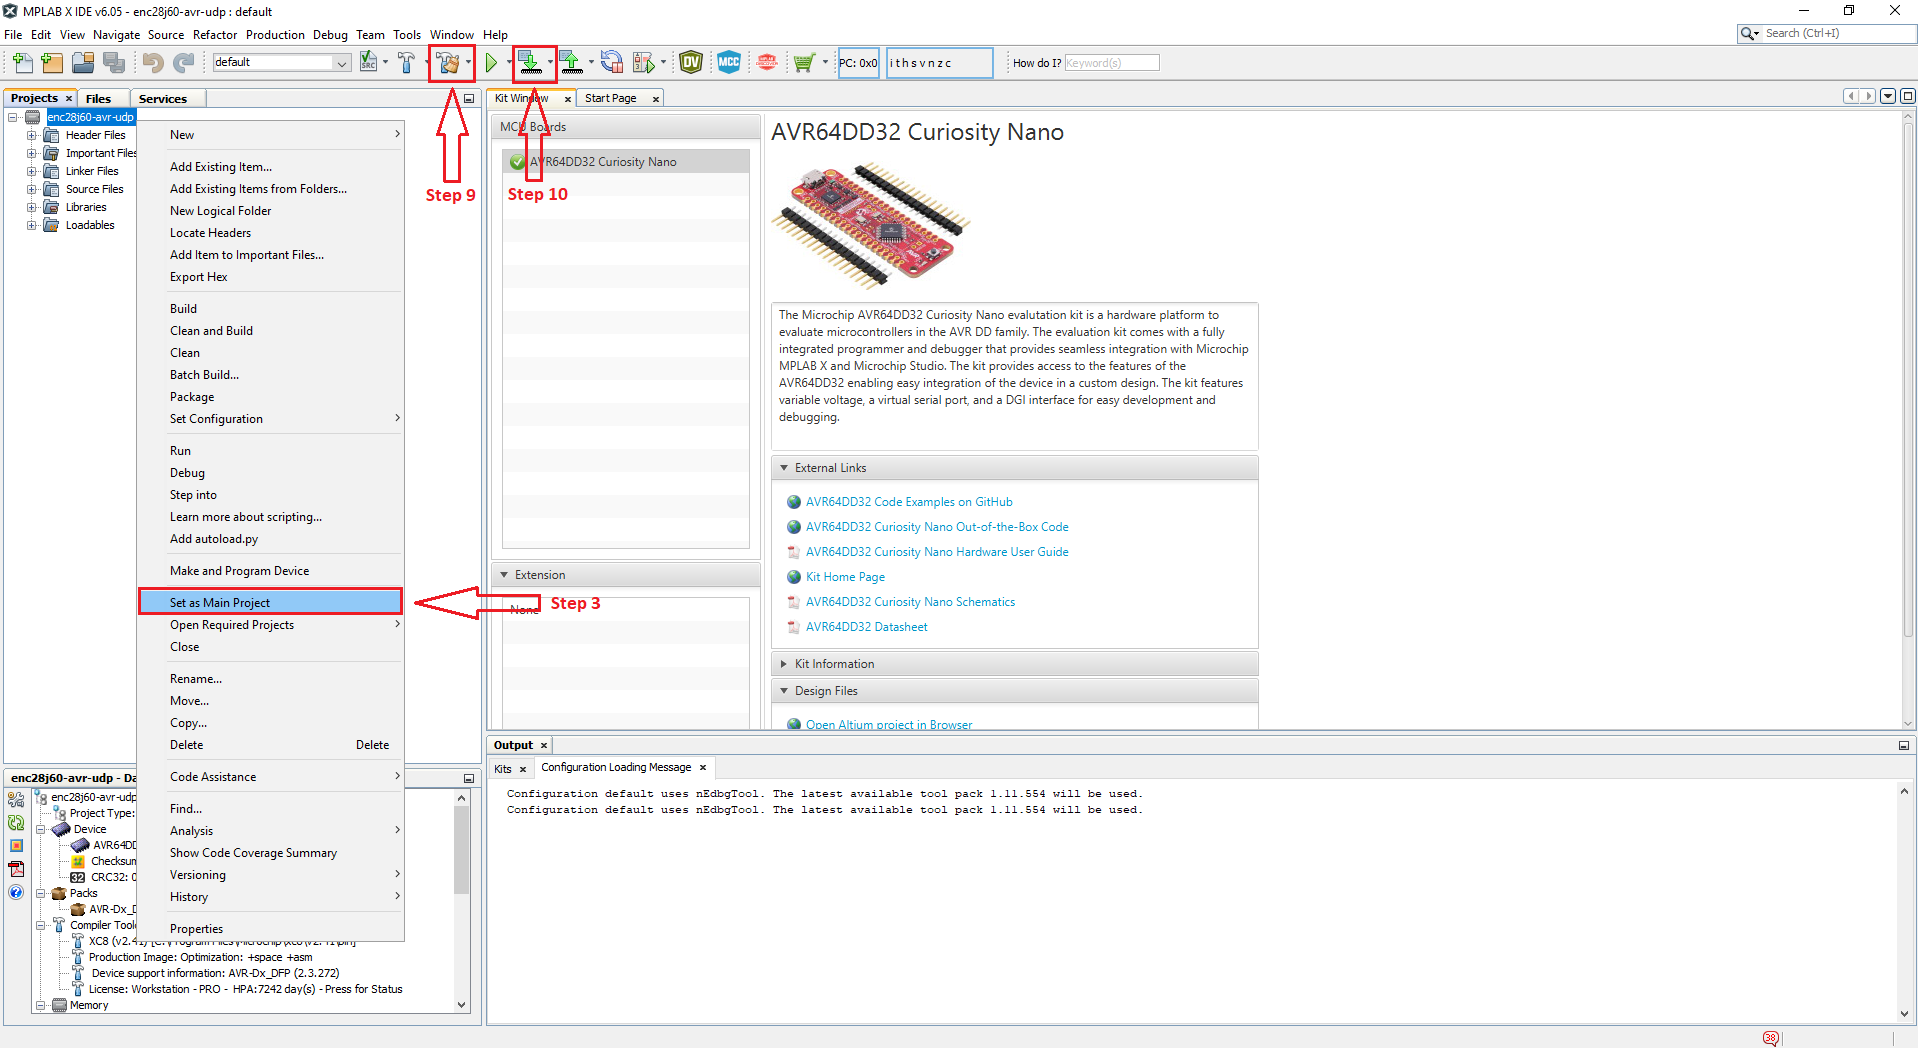 MPLAB X IDE v6.05 - enc28j60-avr-udp : default
File Edit View Navigate Source Refactor Production Debug Team Tools Window Help
Search (Ctrl+I)
default
SRC
DV
MCC
PC: 0x0
i t h s v n z c
How do I?
Keyword(s)
Projects
Files
Services
enc28j60-avr-udp
Header Files
Important Files
Linker Files
Source Files
Libraries
Loadables
New
Add Existing Item...
Add Existing Items from Folders...
New Logical Folder
Locate Headers
Add Item to Important Files...
Export Hex
Build
Clean and Build
Clean
Batch Build...
Package
Set Configuration
Run
Debug
Step into
Learn more about scripting...
Add autoload.py
Make and Program Device
Set as Main Project
Open Required Projects
Close
Rename...
Move...
Copy...
Delete Delete
Code Assistance
Find...
Analysis
Show Code Coverage Summary
Versioning
History
Properties
Step 9
Step 10
Step 3
Kit Window
Start Page
MCU Boards
AVR64DD32 Curiosity Nano
Extension
None
AVR64DD32 Curiosity Nano
The Microchip AVR64DD32 Curiosity Nano evalutation kit is a hardware platform to
evaluate microcontrollers in the AVR DD family. The evaluation kit comes with a fully
integrated programmer and debugger that provides seamless integration with Microchip
MPLAB X and Microchip Studio. The kit provides access to the features of the
AVR64DD32 enabling easy integration of the device in a custom design. The kit features
variable voltage, a virtual serial port, and a DGI interface for easy development and
debugging.
External Links
AVR64DD32 Code Examples on GitHub
AVR64DD32 Curiosity Nano Out-of-the-Box Code
AVR64DD32 Curiosity Nano Hardware User Guide
Kit Home Page
AVR64DD32 Curiosity Nano Schematics
AVR64DD32 Datasheet
Kit Information
Design Files
Open Altium project in Browser
Output
Kits
Configuration Loading Message
Configuration default uses nEdbgTool. The latest available tool pack 1.11.554 will be used.
Configuration default uses nEdbgTool. The latest available tool pack 1.11.554 will be used.
enc28j60-avr-udp - Da
enc28j60-avr-udp
Project Type:
Device
AVR64DD
Checksum
32 CRC32: 0
Packs
AVR-Dx_D
Compiler Tool
XC8 (v2.41) [C:\Program Files\Microchip\xc8\v2.41\bin]
Production Image: Optimization: +space +asm
Device support information: AVR-Dx_DFP (2.3.272)
License: Workstation - PRO - HPA:7242 day(s) - Press for Status
Memory
38